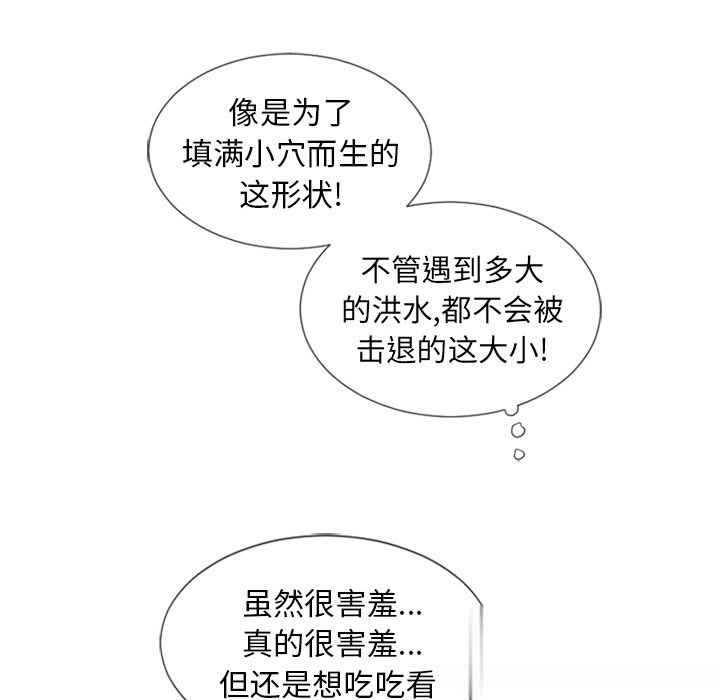 像是为了
填满小穴而生的
这形状!
不管遇到多大
的洪水,都不会被
击退的这大小!
虽然很害羞...
真的很害羞...
但还是想吃吃看